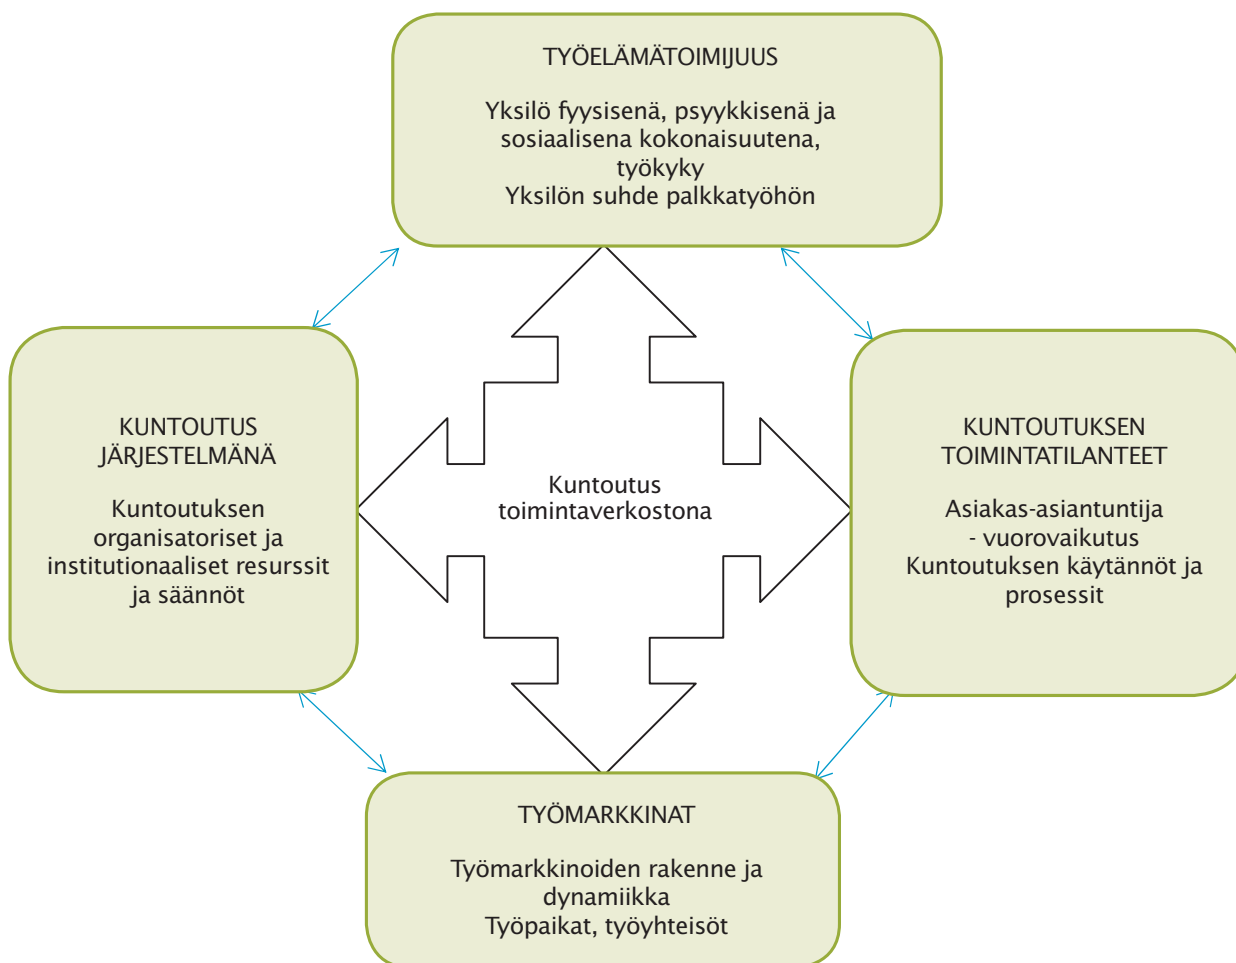 TYÖELÄMÄTOIMIJUUS
Yksilö fyysisenä, psyykkisenä ja
sosiaalisena kokonaisuutena,
työkyky
Yksilön suhde palkkatyöhön
KUNTOUTUS
JÄRJESTELMÄNÄ
Kuntoutuksen
organisatoriset ja
institutionaaliset resurssit
ja säännöt
Kuntoutus
toimintaverkostona
KUNTOUTUKSEN
TOIMINTATILANTEET
Asiakas-asiantuntija
- vuorovaikutus
Kuntoutuksen käytännöt ja
prosessit
TYÖMARKKINAT
Työmarkkinoiden rakenne ja
dynamiikka
Työpaikat, työyhteisöt